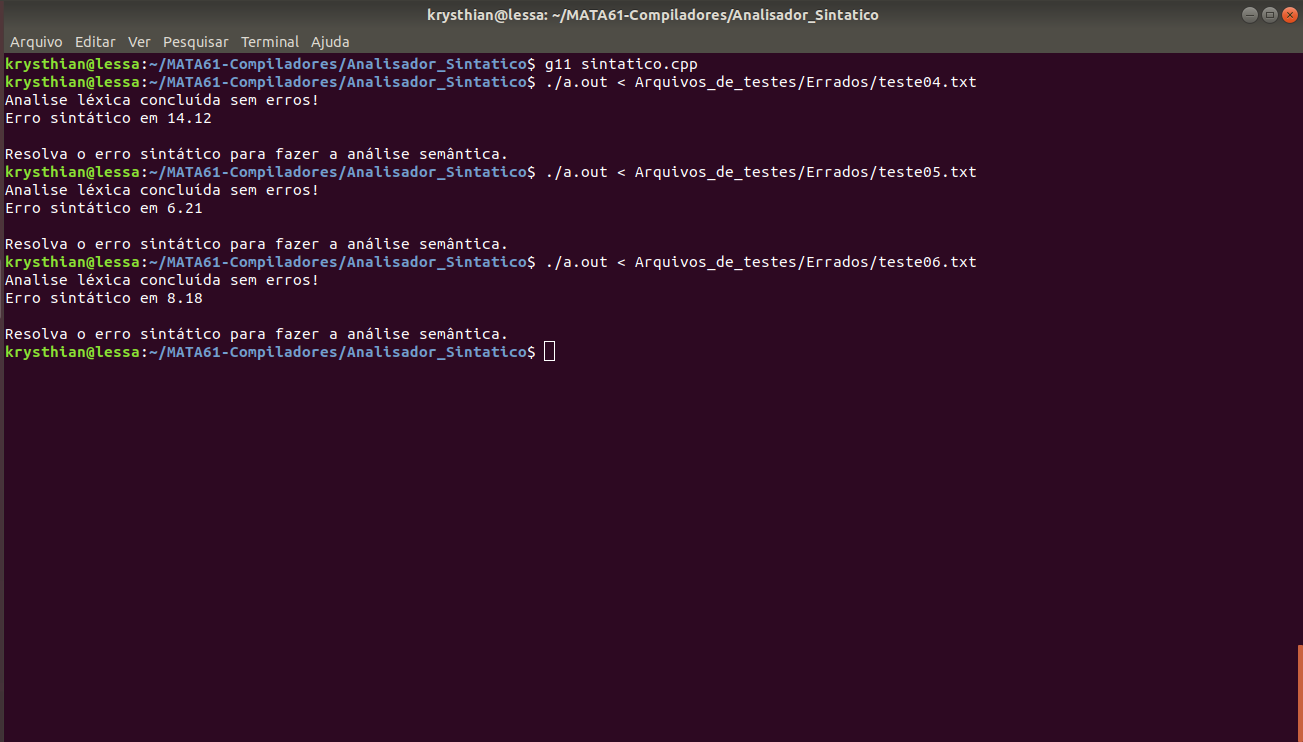 krysthian@lessa: ~/MATA61-Compiladores/Analisador_Sintatico
Arquivo Editar Ver Pesquisar Terminal Ajuda
krysthian@lessa:~/MATA61-Compiladores/Analisador_Sintatico$ g11 sintatico.cpp
krysthian@lessa:~/MATA61-Compiladores/Analisador_Sintatico$ ./a.out < Arquivos_de_testes/Errados/teste04.txt
Analise léxica concluída sem erros!
Erro sintático em 14.12
Resolva o erro sintático para fazer a análise semântica.
krysthian@lessa:~/MATA61-Compiladores/Analisador_Sintatico$ ./a.out < Arquivos_de_testes/Errados/teste05.txt
Analise léxica concluída sem erros!
Erro sintático em 6.21
Resolva o erro sintático para fazer a análise semântica.
krysthian@lessa:~/MATA61-Compiladores/Analisador_Sintatico$ ./a.out < Arquivos_de_testes/Errados/teste06.txt
Analise léxica concluída sem erros!
Erro sintático em 8.18
Resolva o erro sintático para fazer a análise semântica.
krysthian@lessa:~/MATA61-Compiladores/Analisador_Sintatico$